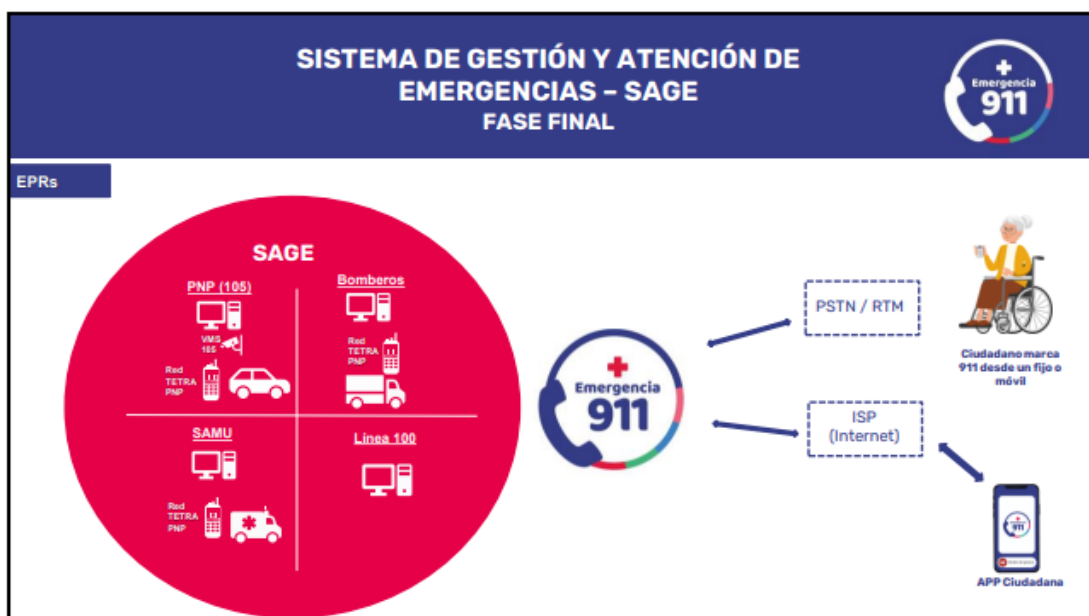 SISTEMA DE GESTIÓN Y ATENCIÓN DE
EMERGENCIAS – SAGE
FASE FINAL
Emergencia
911
EPRs
SAGE
PNP (105)
VMS
105
Red
TETRA
PNP
Bomberos
Red
TETRA
PNP
SAMU
Red
TETRA
PNP
Línea 100
Emergencia
911
PSTN / RTM
ISP
(Internet)
Ciudadano marca
911 desde un fijo o
móvil
911
APP Ciudadana